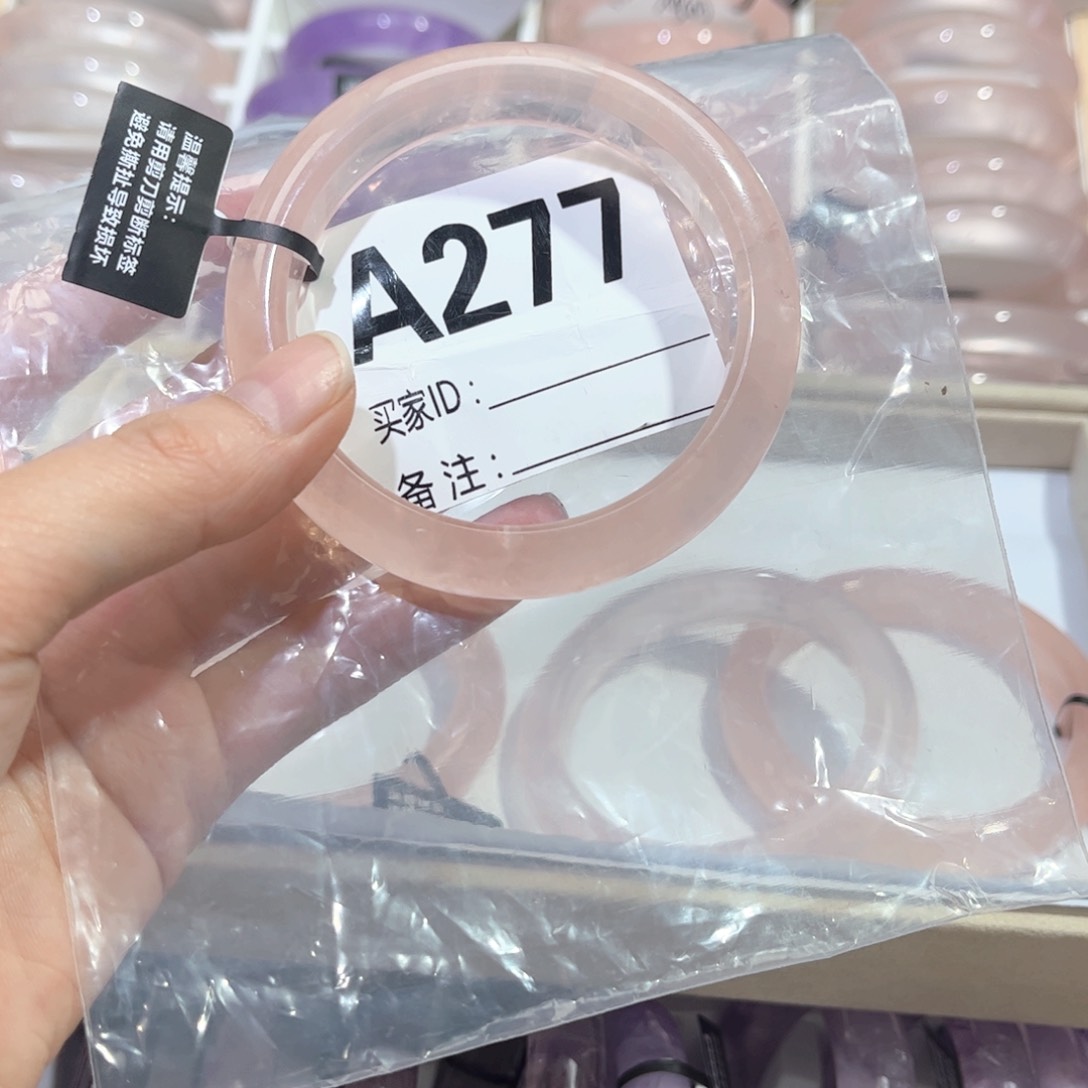 温馨提示：
请用剪刀剪断标签
避免撕扯导致损坏
A277
买家ID：
备注：